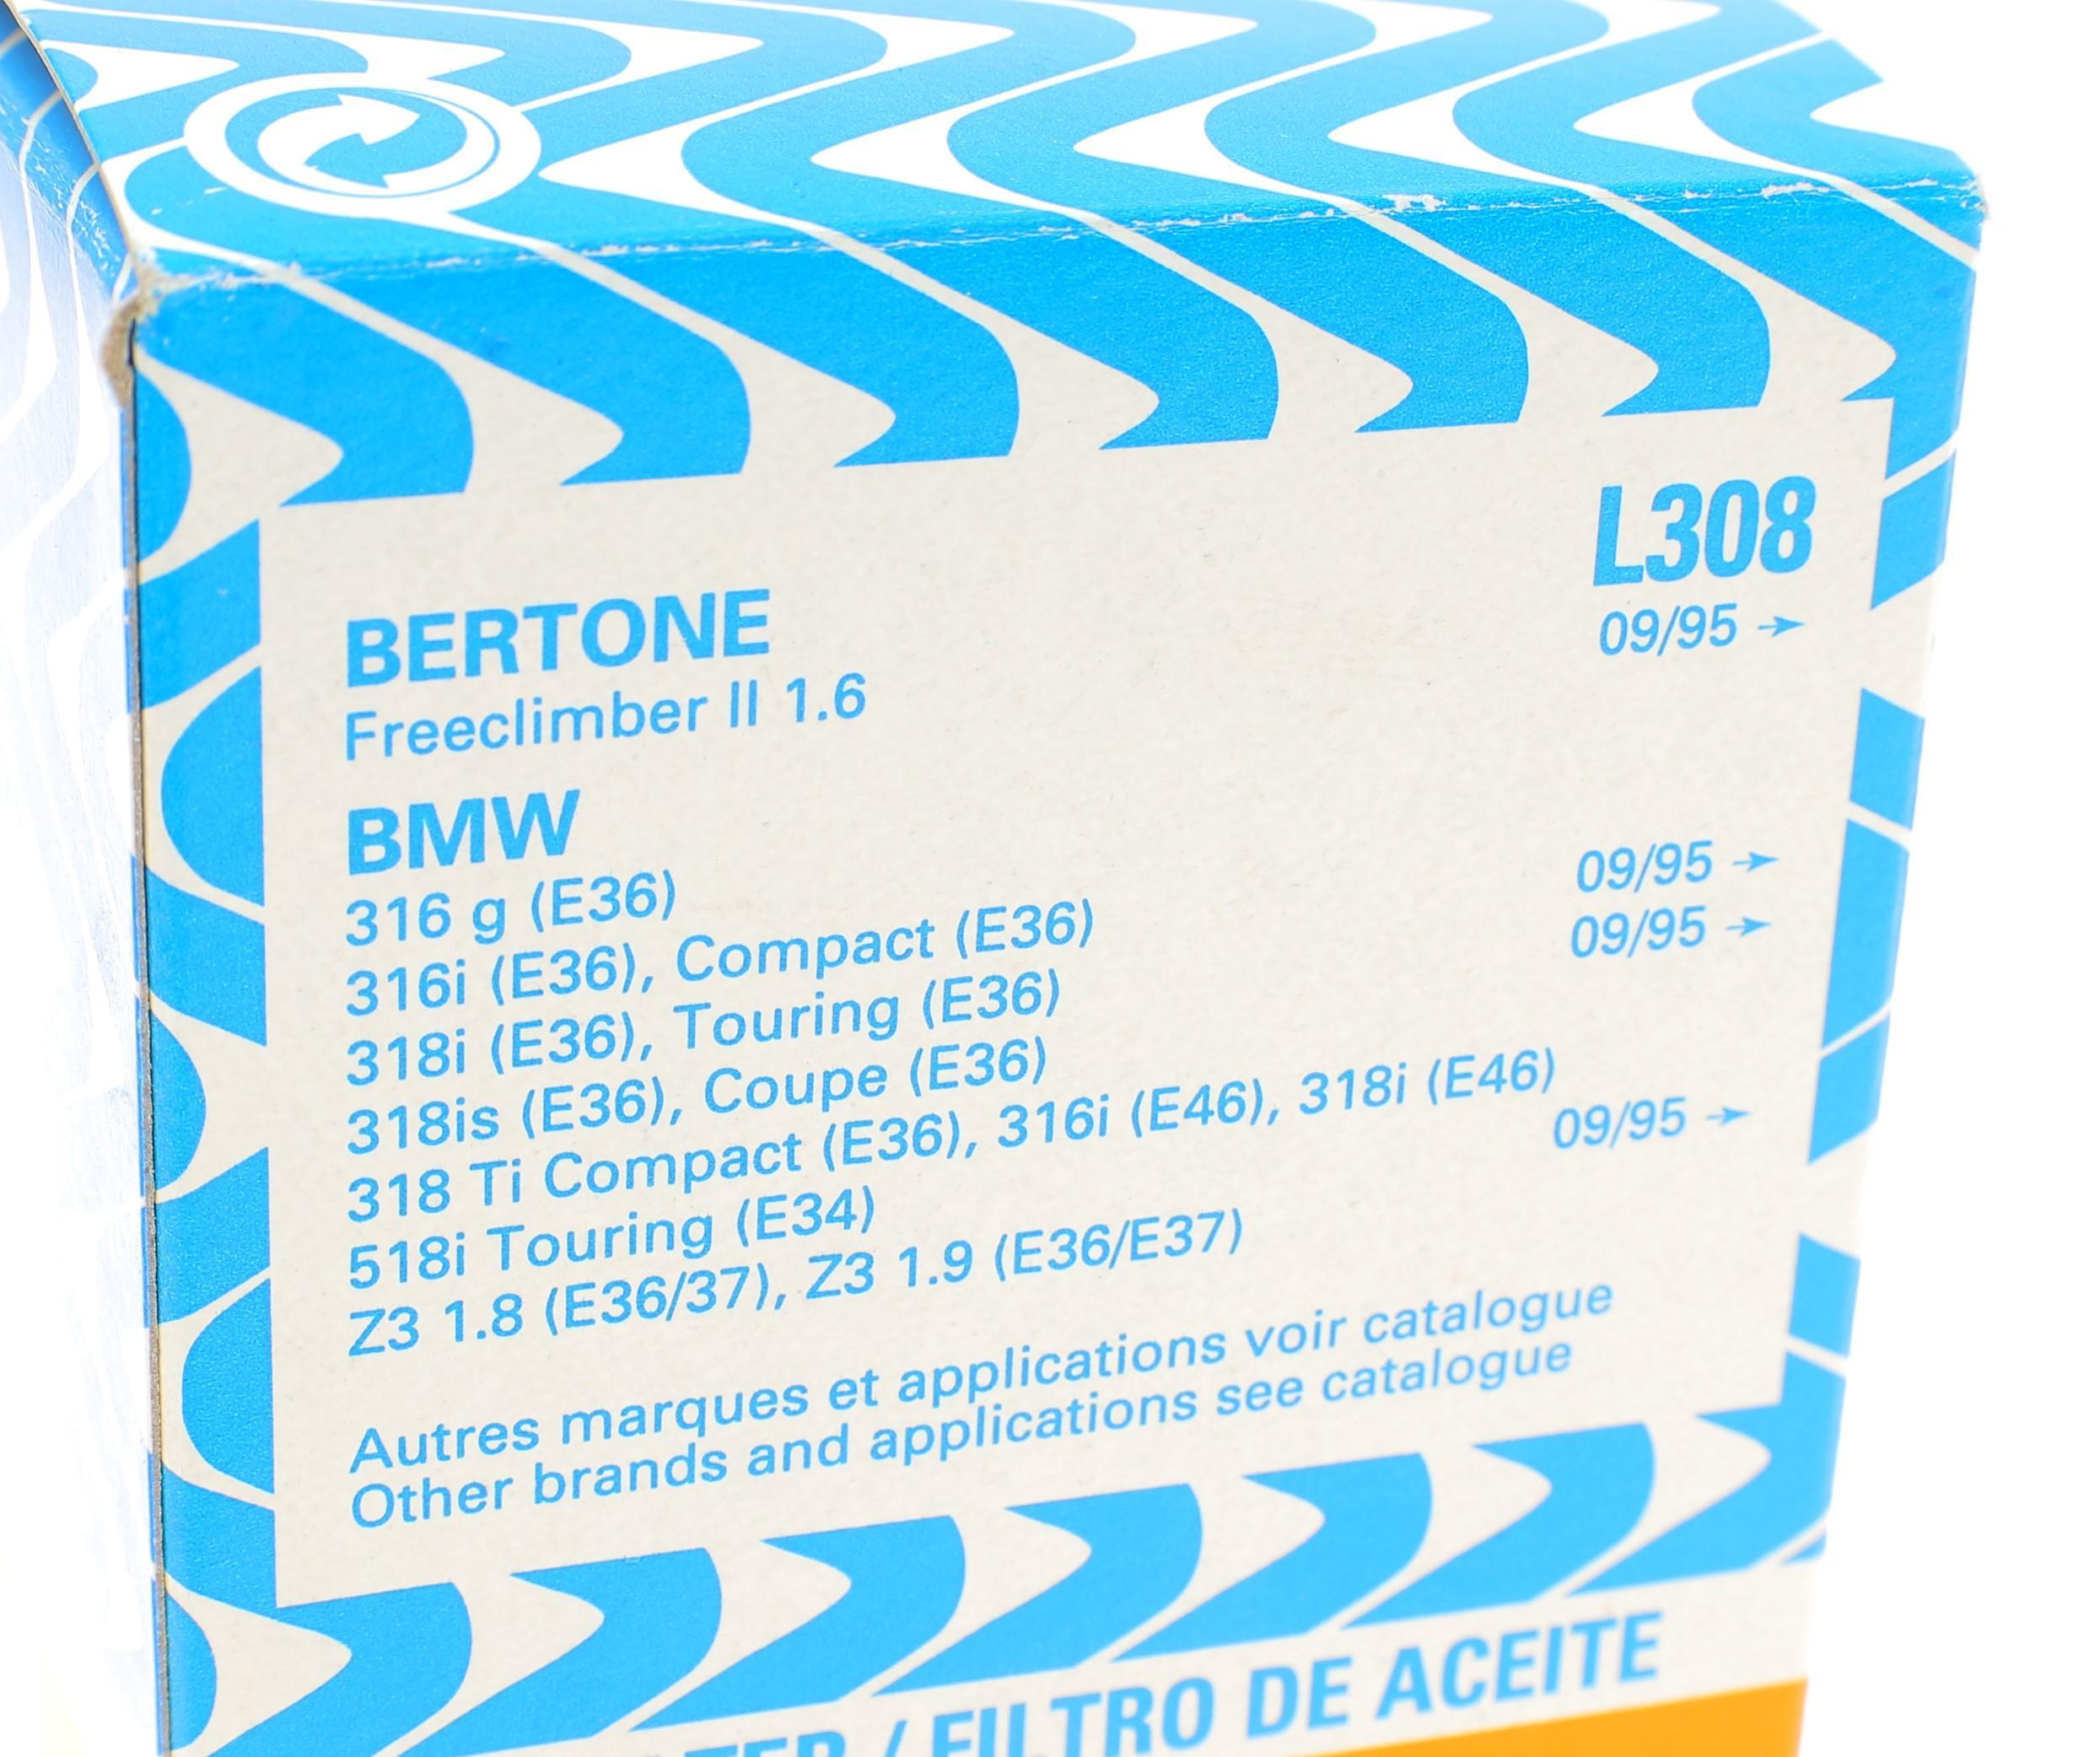 L308
BERTONE
Freeclimber II 1.6 09/95 →
BMW
316 g (E36)
316i (E36), Compact (E36) 09/95 →
318i (E36), Touring (E36) 09/95 →
318is (E36), Coupe (E36)
318 Ti Compact (E36), 316i (E46), 318i (E46)
518i Touring (E34) 09/95 →
Z3 1.8 (E36/37), Z3 1.9 (E36/E37)
Autres marques et applications voir catalogue
Other brands and applications see catalogue
/ FILTRO DE ACEITE